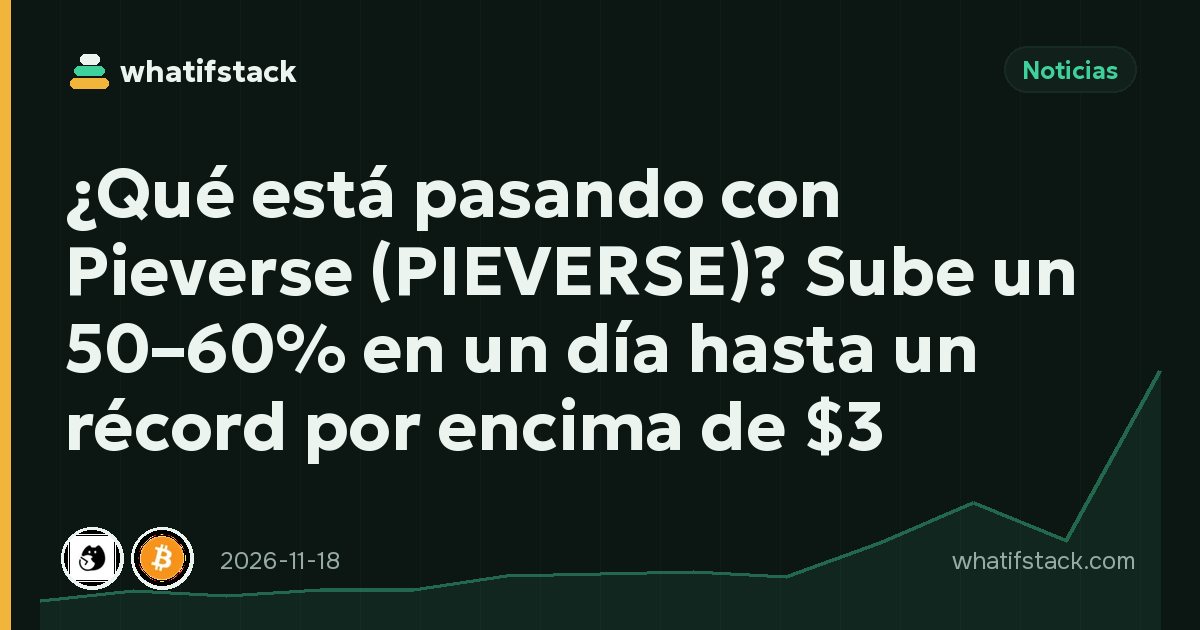 whatifstack
Noticias
¿Qué está pasando con
Pieverse (PIEVERSE)? Sube un
50–60% en un día hasta un
récord por encima de $3
2026-11-18
whatifstack.com